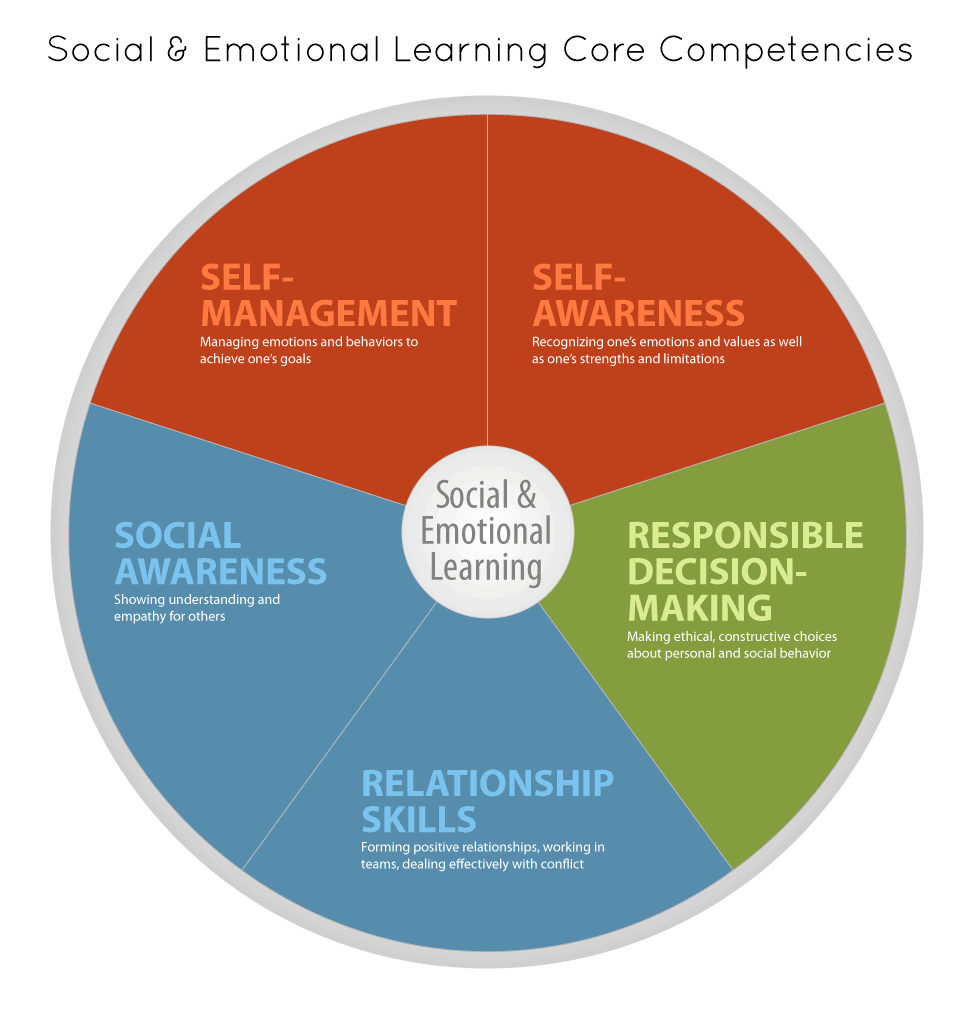 Social & Emotional Learning Core Competencies
SELF-
MANAGEMENT
Managing emotions and behaviors to
achieve one’s goals
SELF-
AWARENESS
Recognizing one’s emotions and values as well
as one’s strengths and limitations
SOCIAL
AWARENESS
Showing understanding and
empathy for others
Social &
Emotional
Learning
RESPONSIBLE
DECISION-
MAKING
Making ethical, constructive choices
about personal and social behavior
RELATIONSHIP
SKILLS
Forming positive relationships, working in
teams, dealing effectively with conflict